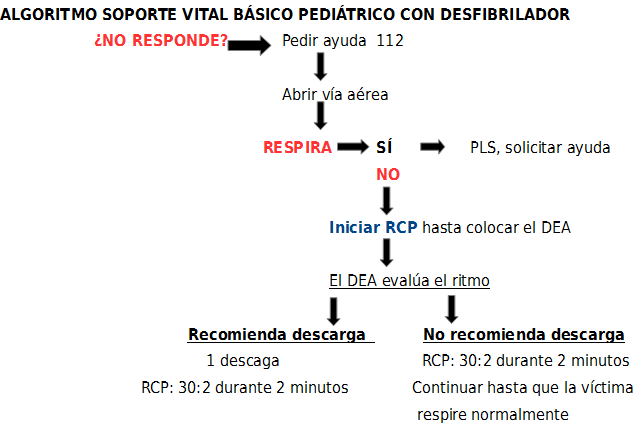 ALGORITMO SOPORTE VITAL BÁSICO PEDIÁTRICO CON DESFIBRILADOR
¿NO RESPONDE? Pedir ayuda 112
Abrir vía aérea
RESPIRA SÍ PLS, solicitar ayuda
NO
Iniciar RCP hasta colocar el DEA
El DEA evalúa el ritmo
Recomienda descarga No recomienda descarga
1 descaga RCP: 30:2 durante 2 minutos
RCP: 30:2 durante 2 minutos Continuar hasta que la víctima
respire normalmente